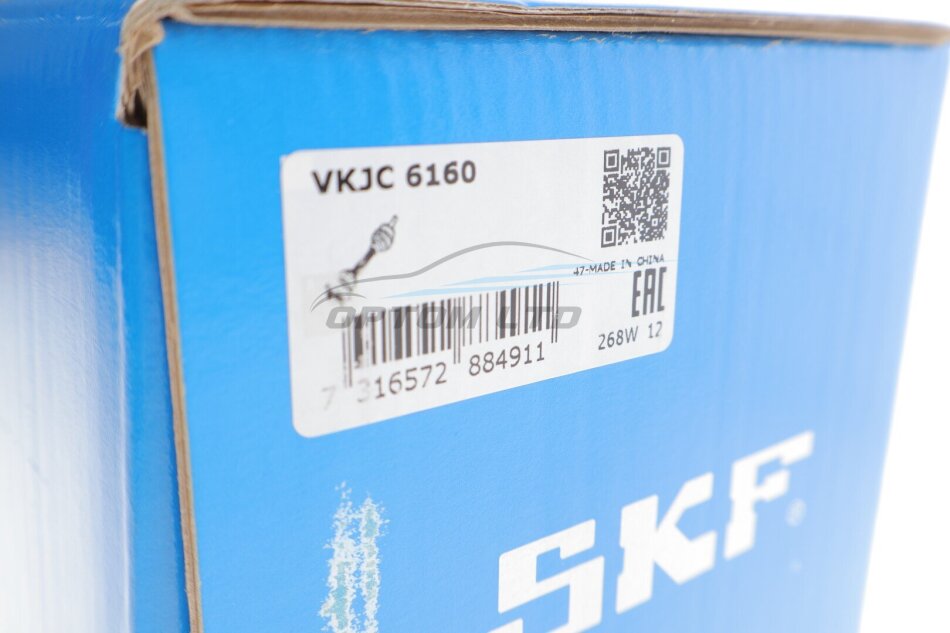 VKJC 6160
47-MADE IN CHINA
EAC
OPTOM LTD
268W 12
7 316572 884911
SKF
®